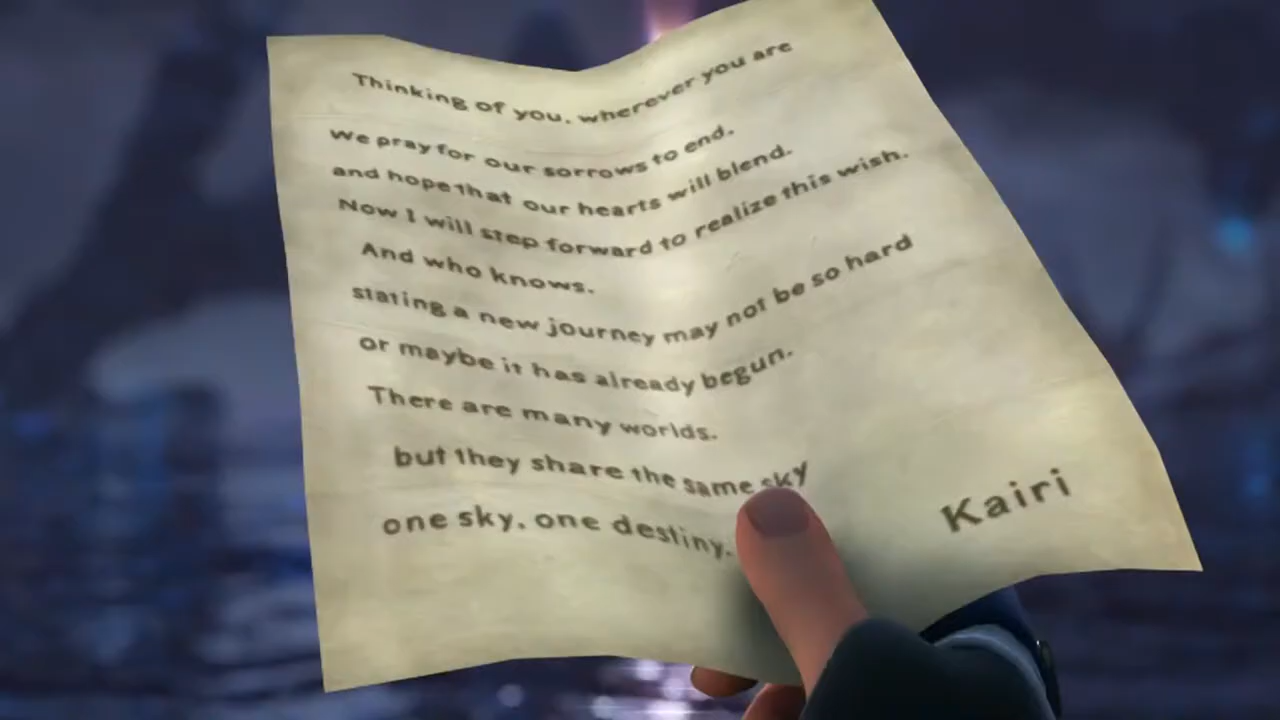 Thinking of you, wherever you are
We pray for our sorrows to end,
and hope that our hearts will blend.
Now I will step forward to realize this wish.
And who knows.
stating a new journey may not be so hard
or maybe it has already begun.
There are many worlds.
but they share the same sky
one sky, one destiny.
Kairi